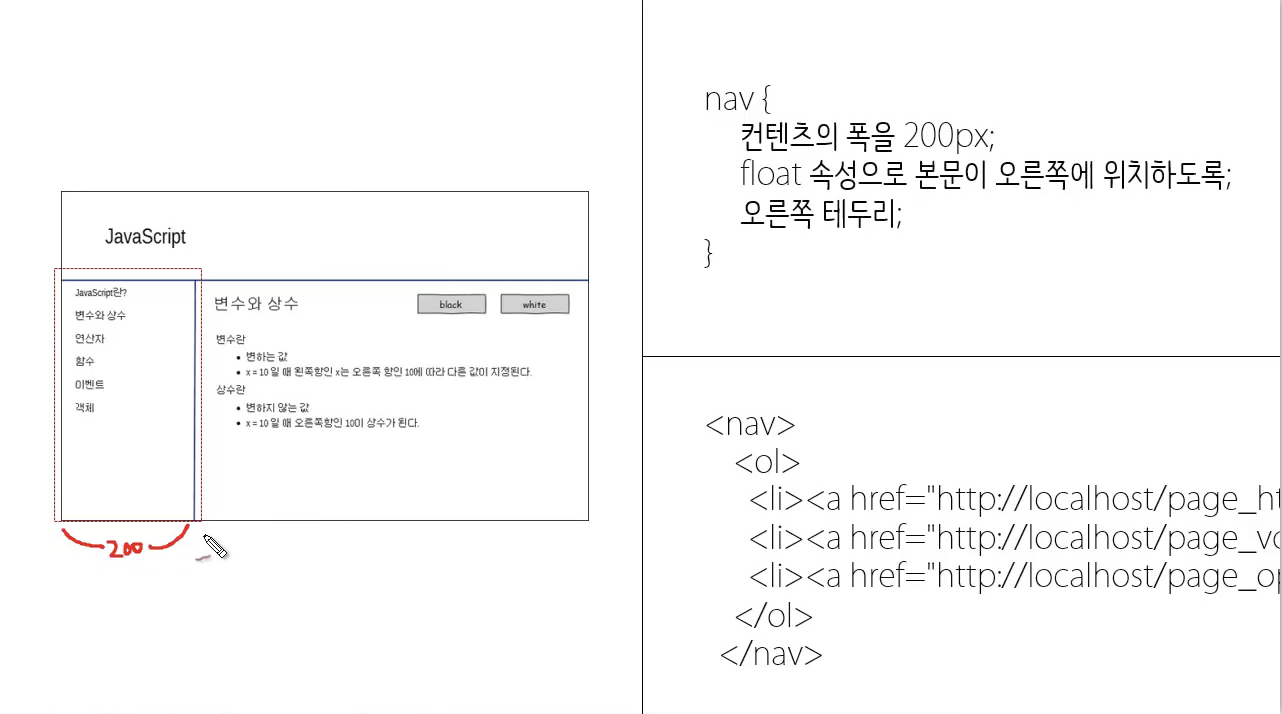 JavaScript
JavaScript란?
변수와 상수
연산자
함수
이벤트
객체
변수와 상수
black
white
변수란
변하는 값
x = 10 일 때 왼쪽항인 x는 오른쪽 항인 10에 따라 다른 값이 지정된다.
상수란
변하지 않는 값
x = 10 일 때 오른쪽항인 10이 상수가 된다.
200
nav {
컨텐츠의 폭을 200px;
float 속성으로 본문이 오른쪽에 위치하도록;
오른쪽 테두리;
}
<nav>
<ol>
<li><a href="http://localhost/page_ht
<li><a href="http://localhost/page_va
<li><a href="http://localhost/page_op
</ol>
</nav>